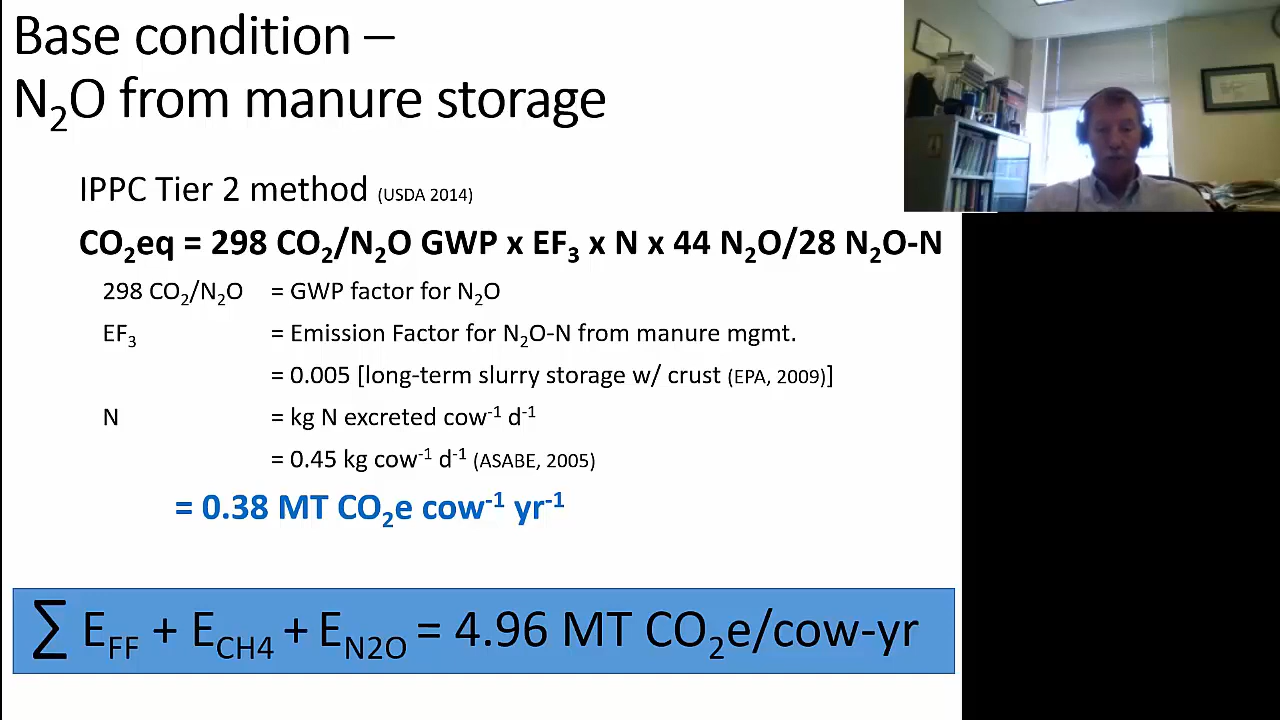 Base condition –
N₂O from manure storage
IPPC Tier 2 method (USDA 2014)
CO₂eq = 298 CO₂/N₂O GWP x EF₃ x N x 44 N₂O/28 N₂O-N
298 CO₂/N₂O = GWP factor for N₂O
EF₃ = Emission Factor for N₂O-N from manure mgmt.
= 0.005 [long-term slurry storage w/ crust (EPA, 2009)]
N = kg N excreted cow⁻¹ d⁻¹
= 0.45 kg cow⁻¹ d⁻¹ (ASABE, 2005)
= 0.38 MT CO₂e cow⁻¹ yr⁻¹
∑ E_FF + E_CH4 + E_N2O = 4.96 MT CO₂e/cow-yr